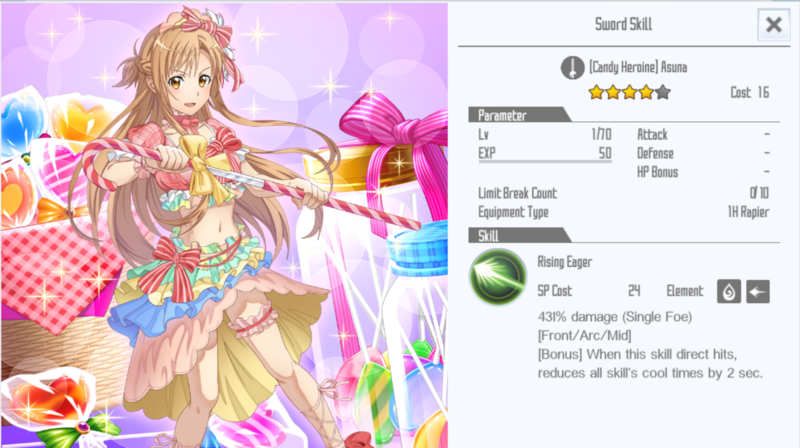 Sword Skill
[Candy Heroine] Asuna
Cost 16
Parameter
Lv 1/70 Attack -
EXP 50 Defense -
HP Bonus -
Limit Break Count 0/10
Equipment Type 1H Rapier
Skill
Rising Eager
SP Cost 24 Element
431% damage (Single Foe)
[Front/Arc/Mid]
[Bonus] When this skill direct hits,
reduces all skill's cool times by 2 sec.